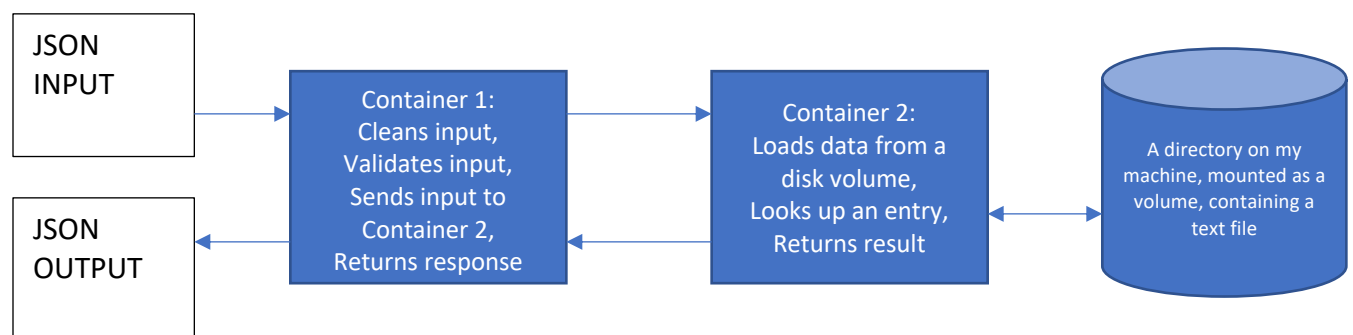 JSON
INPUT
JSON
OUTPUT
Container 1:
Cleans input,
Validates input,
Sends input to
Container 2,
Returns response
Container 2:
Loads data from a
disk volume,
Looks up an entry,
Returns result
A directory on my
machine, mounted as a
volume, containing a
text file